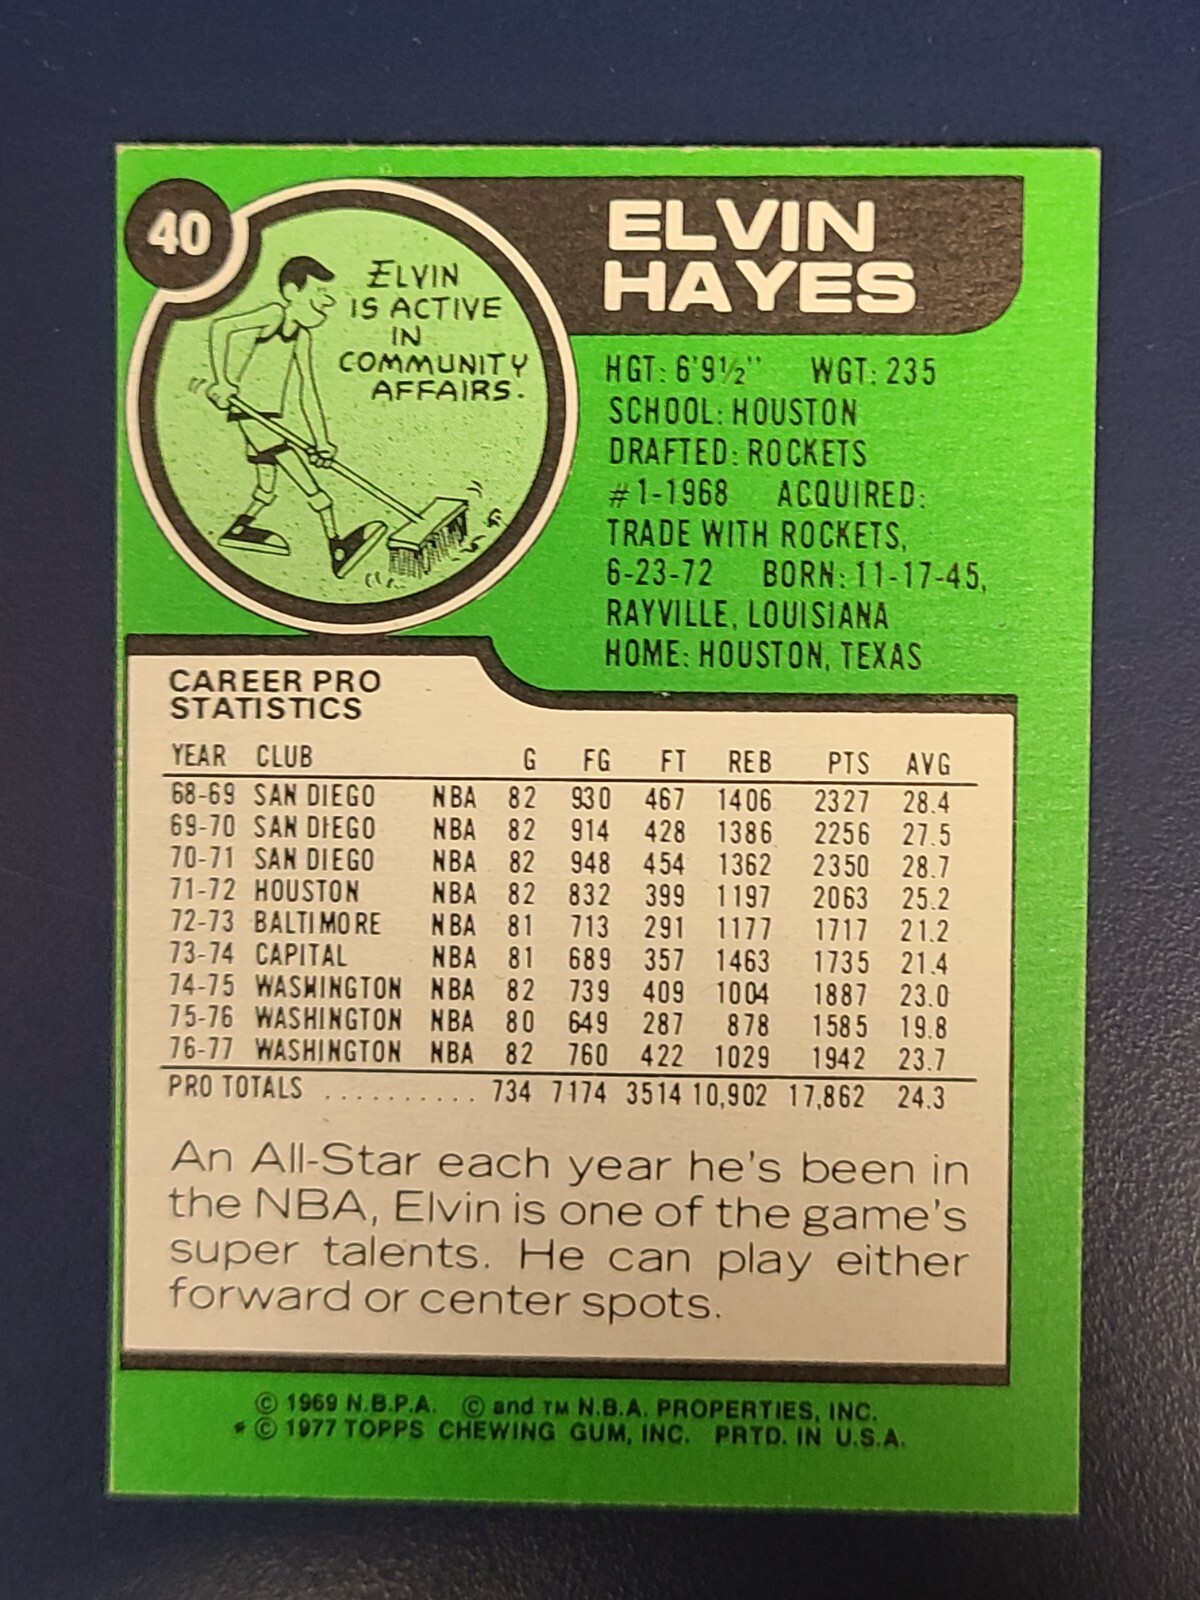 40
ELVIN
HAYES
ELVIN
IS ACTIVE
IN
COMMUNITY
AFFAIRS.
HGT: 6'9½" WGT: 235
SCHOOL: HOUSTON
DRAFTED: ROCKETS
#1-1968 ACQUIRED:
TRADE WITH ROCKETS,
6-23-72 BORN: 11-17-45,
RAYVILLE, LOUISIANA
HOME: HOUSTON, TEXAS
CAREER PRO
STATISTICS
YEAR CLUB G FG FT REB PTS AVG
68-69 SAN DIEGO NBA 82 930 467 1406 2327 28.4
69-70 SAN DIEGO NBA 82 914 428 1386 2256 27.5
70-71 SAN DIEGO NBA 82 948 454 1362 2350 28.7
71-72 HOUSTON NBA 82 832 399 1197 2063 25.2
72-73 BALTIMORE NBA 81 713 291 1177 1717 21.2
73-74 CAPITAL NBA 81 689 357 1463 1735 21.4
74-75 WASHINGTON NBA 82 739 409 1004 1887 23.0
75-76 WASHINGTON NBA 80 649 287 878 1585 19.8
76-77 WASHINGTON NBA 82 760 422 1029 1942 23.7
PRO TOTALS .......... 734 7174 3514 10,902 17,862 24.3
An All-Star each year he's been in
the NBA, Elvin is one of the game's
super talents. He can play either
forward or center spots.
© 1969 N.B.P.A. © and TM N.B.A. PROPERTIES, INC.
* © 1977 TOPPS CHEWING GUM, INC. PRTD. IN U.S.A.